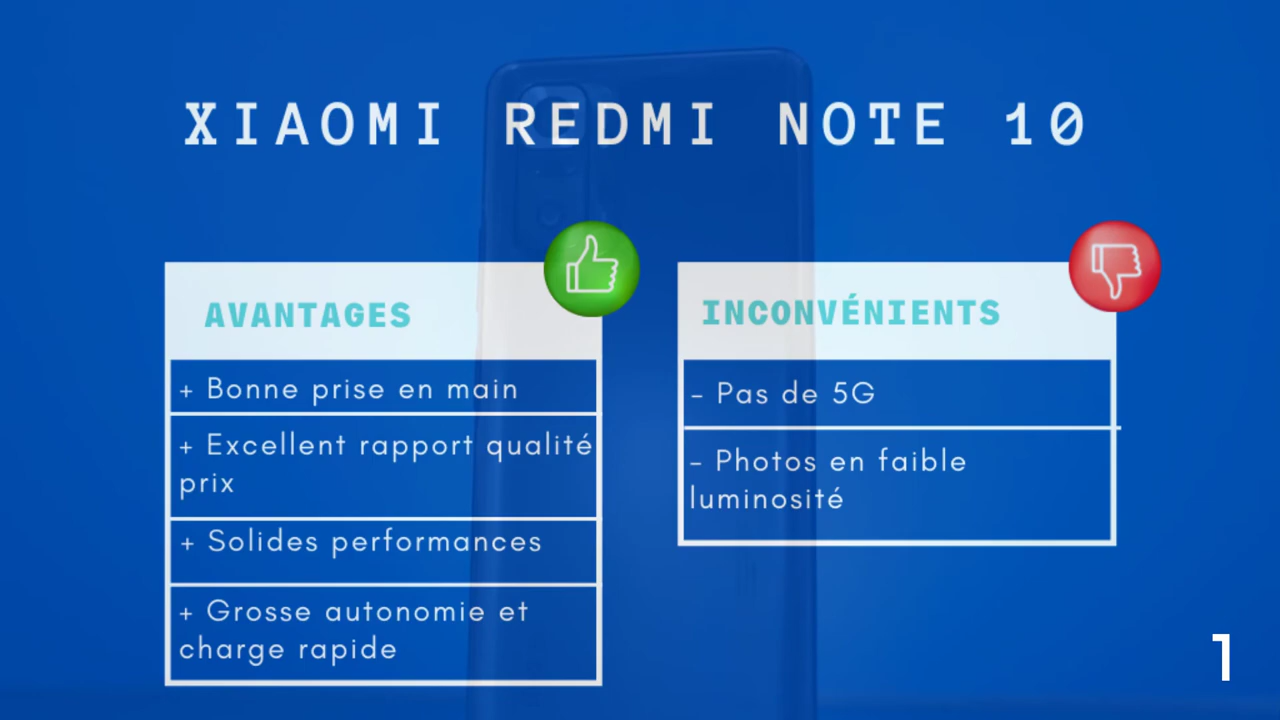 XIAOMI REDMI NOTE 10
AVANTAGES
+ Bonne prise en main
+ Excellent rapport qualité
prix
+ Solides performances
+ Grosse autonomie et
charge rapide
INCONVÉNIENTS
- Pas de 5G
- Photos en faible
luminosité
1